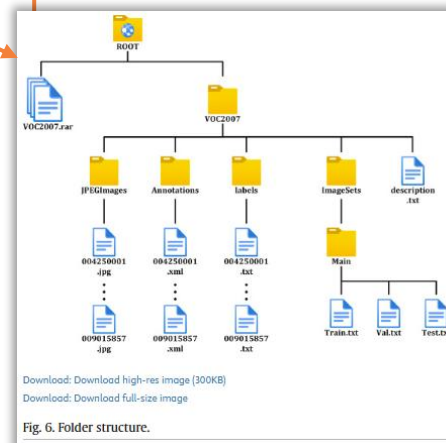 ROOT
VOC2007.rar
VOC2007
JPEGImages
Annotations
labels
ImageSets
description
.txt
004250001
.jpg
004250001
.xml
004250001
.txt
Main
009015857
.jpg
009015857
.xml
009015857
.txt
Train.txt
Val.txt
Test.tx
Download: Download high-res image (300KB)
Download: Download full-size image
Fig. 6. Folder structure.